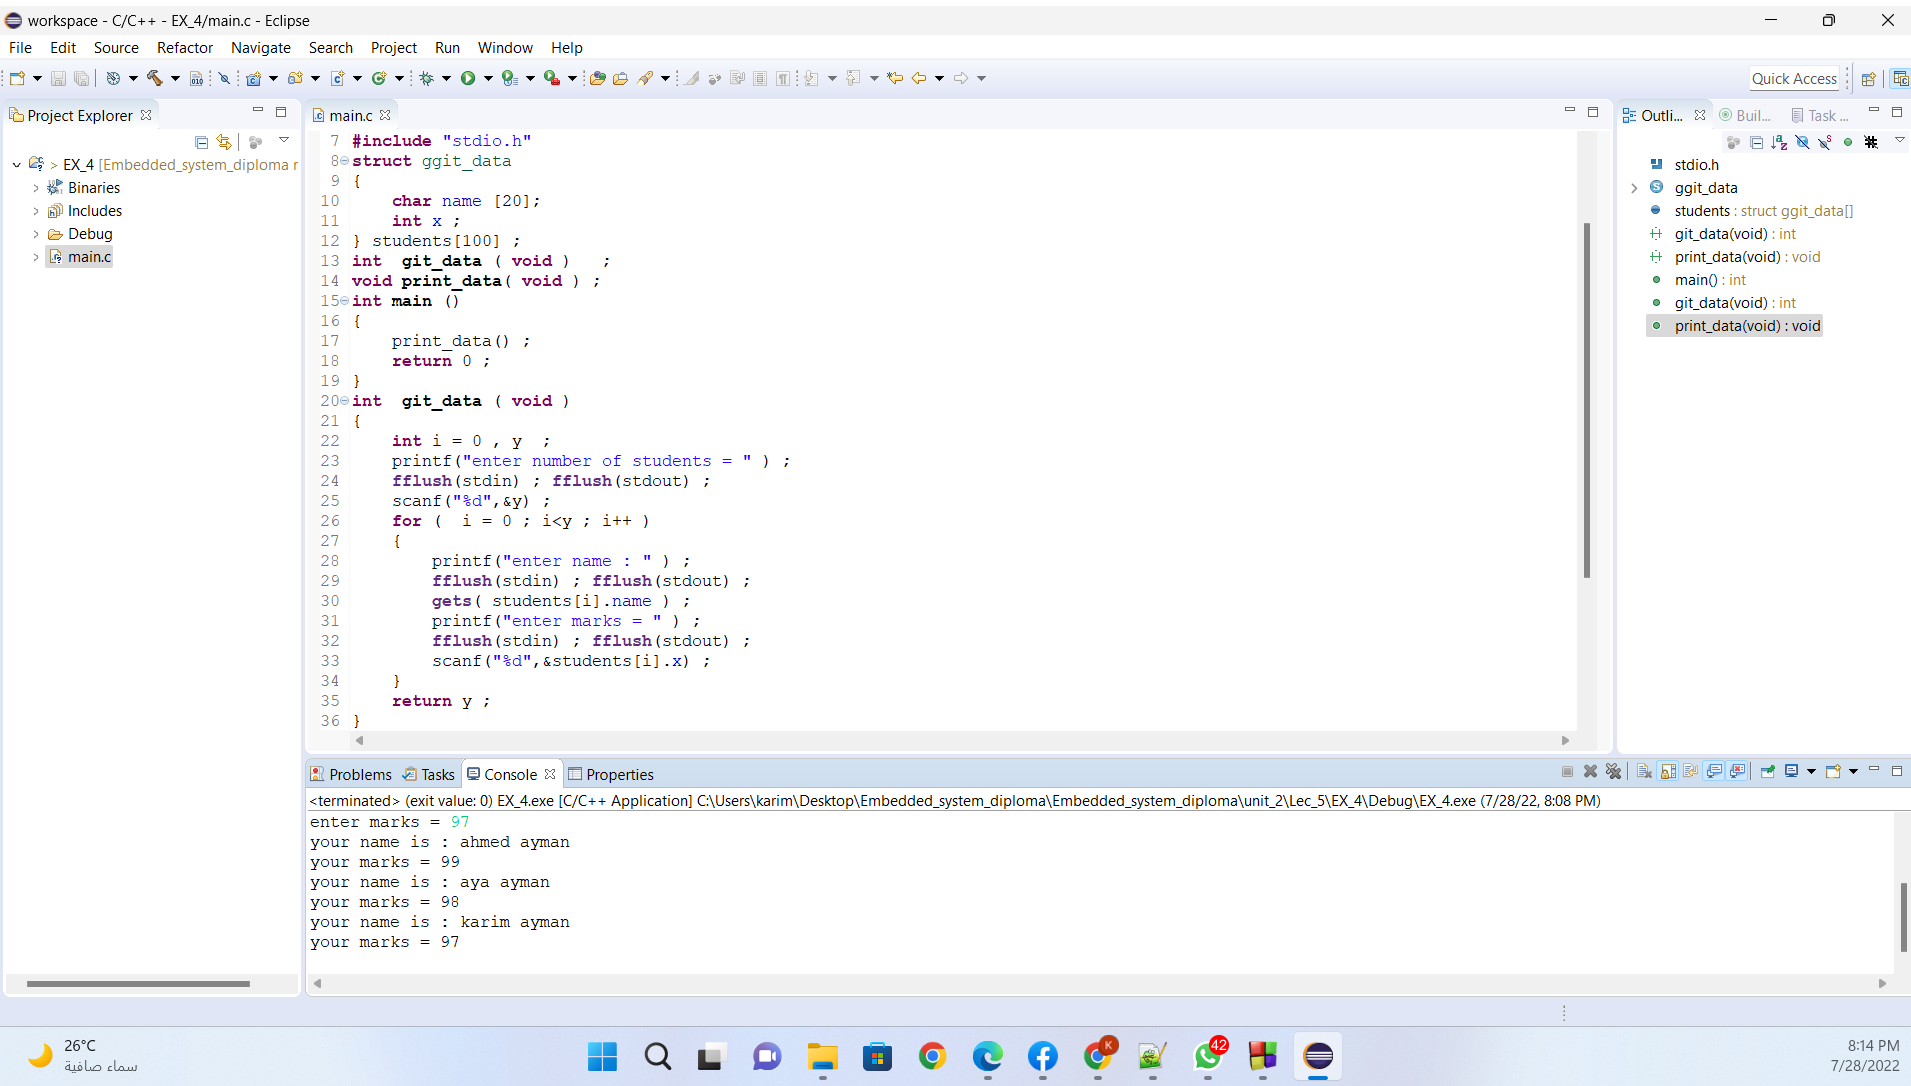 workspace - C/C++ - EX_4/main.c - Eclipse
File Edit Source Refactor Navigate Search Project Run Window Help
Quick Access
Project Explorer
> EX_4 [Embedded_system_diploma r
Binaries
Includes
Debug
main.c
main.c
7 #include "stdio.h"
8 struct ggit_data
9 {
10     char name [20];
11     int x ;
12 } students[100] ;
13 int  git_data ( void )   ;
14 void print_data( void ) ;
15 int main ()
16 {
17     print_data() ;
18     return 0 ;
19 }
20 int  git_data ( void )
21 {
22     int i = 0 , y  ;
23     printf("enter number of students = " ) ;
24     fflush(stdin) ; fflush(stdout) ;
25     scanf("%d",&y) ;
26     for (  i = 0 ; i<y ; i++ )
27     {
28         printf("enter name : " ) ;
29         fflush(stdin) ; fflush(stdout) ;
30         gets( students[i].name ) ;
31         printf("enter marks = " ) ;
32         fflush(stdin) ; fflush(stdout) ;
33         scanf("%d",&students[i].x) ;
34     }
35     return y ;
36 }
Outli... Buil... Task ...
stdio.h
ggit_data
students : struct ggit_data[]
git_data(void) : int
print_data(void) : void
main() : int
git_data(void) : int
print_data(void) : void
Problems Tasks Console Properties
<terminated> (exit value: 0) EX_4.exe [C/C++ Application] C:\Users\karim\Desktop\Embedded_system_diploma\Embedded_system_diploma\unit_2\Lec_5\EX_4\Debug\EX_4.exe (7/28/22, 8:08 PM)
enter marks = 97
your name is : ahmed ayman
your marks = 99
your name is : aya ayman
your marks = 98
your name is : karim ayman
your marks = 97
26°C
سماء صافية
K
42
8:14 PM
7/28/2022